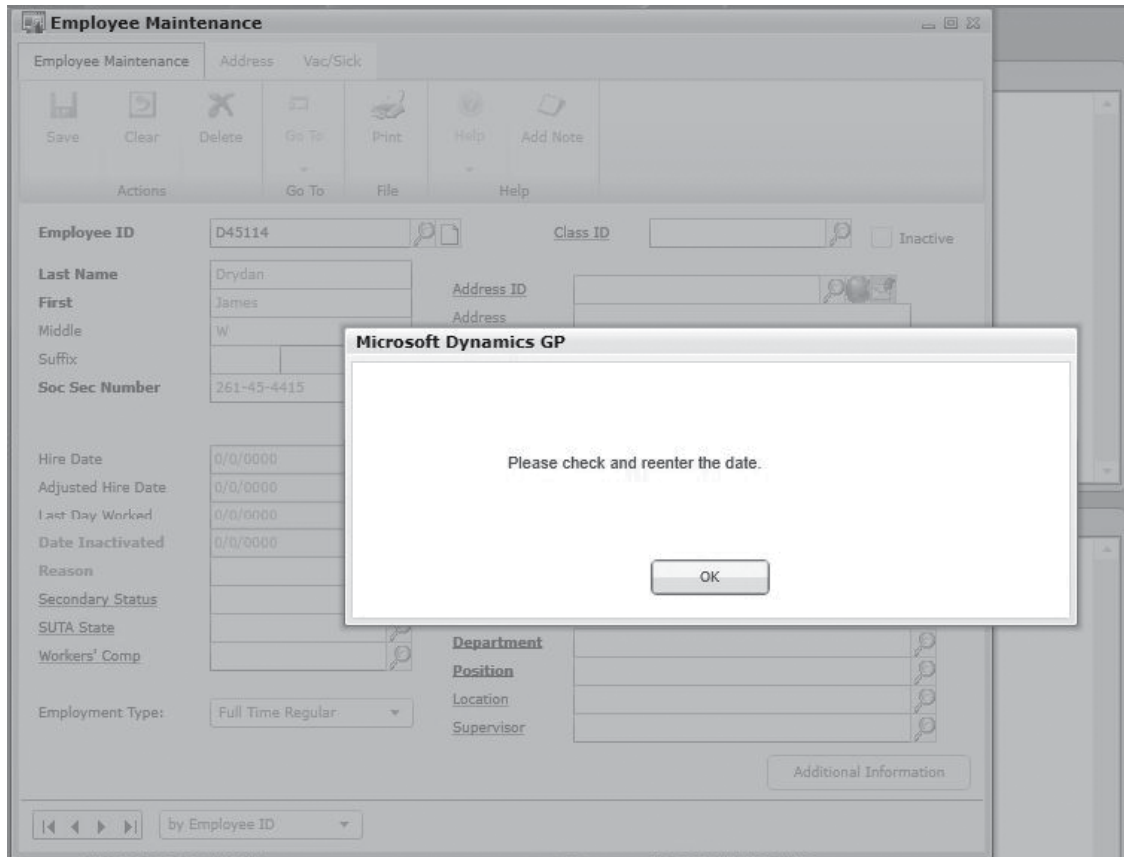 Employee Maintenance
Employee Maintenance Address Vac/Sick
Save Clear Delete Go To Print Help Add Note
Actions Go To File Help
Employee ID D45114 Class ID Inactive
Last Name Drydan
First James
Middle W
Suffix
Soc Sec Number 261-45-4415
Address ID
Address
Microsoft Dynamics GP
Please check and reenter the date.
OK
Hire Date 0/0/0000
Adjusted Hire Date 0/0/0000
Last Day Worked 0/0/0000
Date Inactivated 0/0/0000
Reason
Secondary Status
SUTA State
Workers' Comp
Employment Type: Full Time Regular
Department
Position
Location
Supervisor
Additional Information
by Employee ID